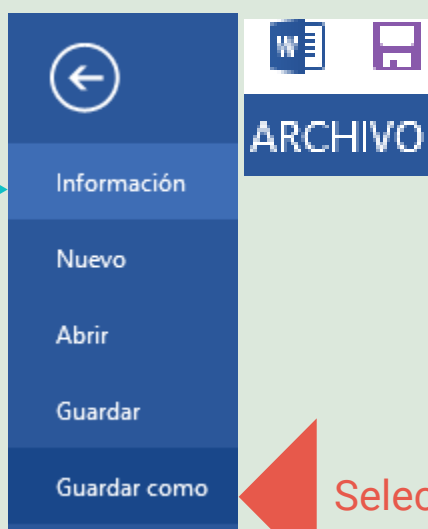 ARCHIVO
Información
Nuevo
Abrir
Guardar
Guardar como